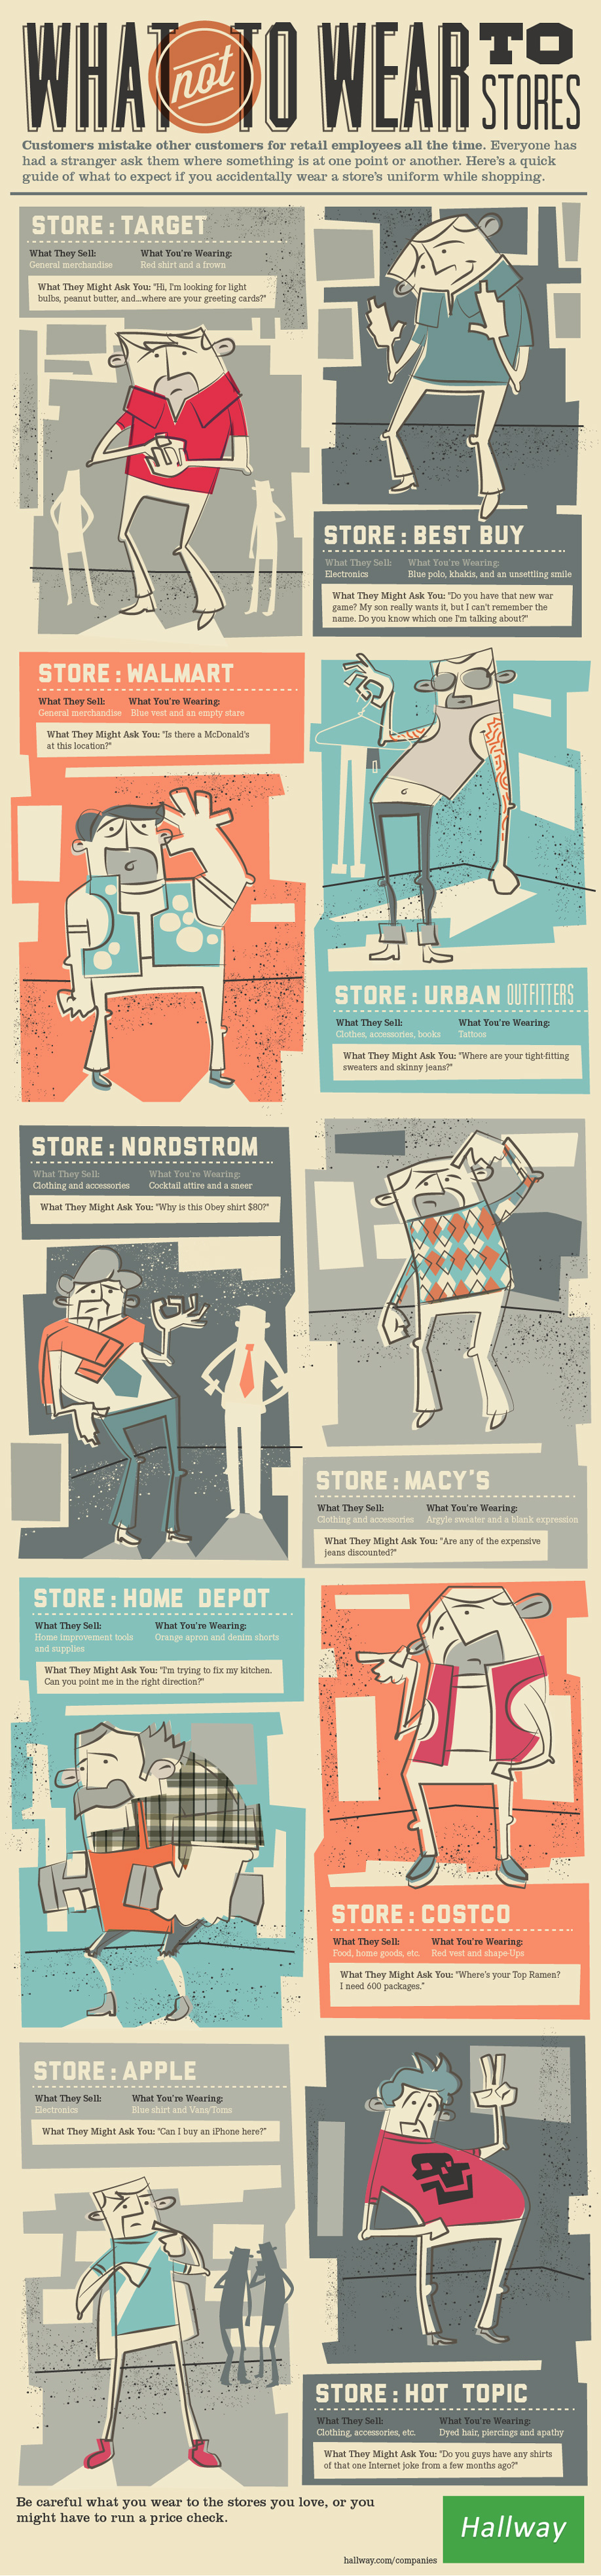 WHAT not TO WEAR TO STORES
Customers mistake other customers for retail employees all the time. Everyone has
had a stranger ask them where something is at one point or another. Here's a quick
guide of what to expect if you accidentally wear a store's uniform while shopping.
STORE: TARGET
What They Sell:
General merchandise
What You're Wearing:
Red shirt and a frown
What They Might Ask You: "Hi, I'm looking for light
bulbs, peanut butter, and...where are your greeting cards?"
STORE: BEST BUY
What They Sell:
Electronics
What You're Wearing:
Blue polo, khakis, and an unsettling smile
What They Might Ask You: "Do you have that new war
game? My son really wants it, but I can't remember the
name. Do you know which one I'm talking about?"
STORE: WALMART
What They Sell:
General merchandise
What You're Wearing:
Blue vest and an empty stare
What They Might Ask You: "Is there a McDonald's
at this location?"
STORE: URBAN OUTFITTERS
What They Sell:
Clothes, accessories, books
What You're Wearing:
Tattoos
What They Might Ask You: "Where are your tight-fitting
sweaters and skinny jeans?"
STORE: NORDSTROM
What They Sell:
Clothing and accessories
What You're Wearing:
Cocktail attire and a sneer
What They Might Ask You: "Why is this Obey shirt $80?"
STORE: MACY'S
What They Sell:
Clothing and accessories
What You're Wearing:
Argyle sweater and a blank expression
What They Might Ask You: "Are any of the expensive
jeans discounted?"
STORE: HOME DEPOT
What They Sell:
Home improvement tools
and supplies
What You're Wearing:
Orange apron and denim shorts
What They Might Ask You: "I'm trying to fix my kitchen.
Can you point me in the right direction?"
STORE: COSTCO
What They Sell:
Food, home goods, etc.
What You're Wearing:
Red vest and shape-Ups
What They Might Ask You: "Where's your Top Ramen?
I need 600 packages."
STORE: APPLE
What They Sell:
Electronics
What You're Wearing:
Blue shirt and Vans/Toms
What They Might Ask You: "Can I buy an iPhone here?"
STORE: HOT TOPIC
What They Sell:
Clothing, accessories, etc.
What You're Wearing:
Dyed hair, piercings and apathy
What They Might Ask You: "Do you guys have any shirts
of that one Internet joke from a few months ago?"
Be careful what you wear to the stores you love, or you
might have to run a price check.
Hallway
hallway.com/companies